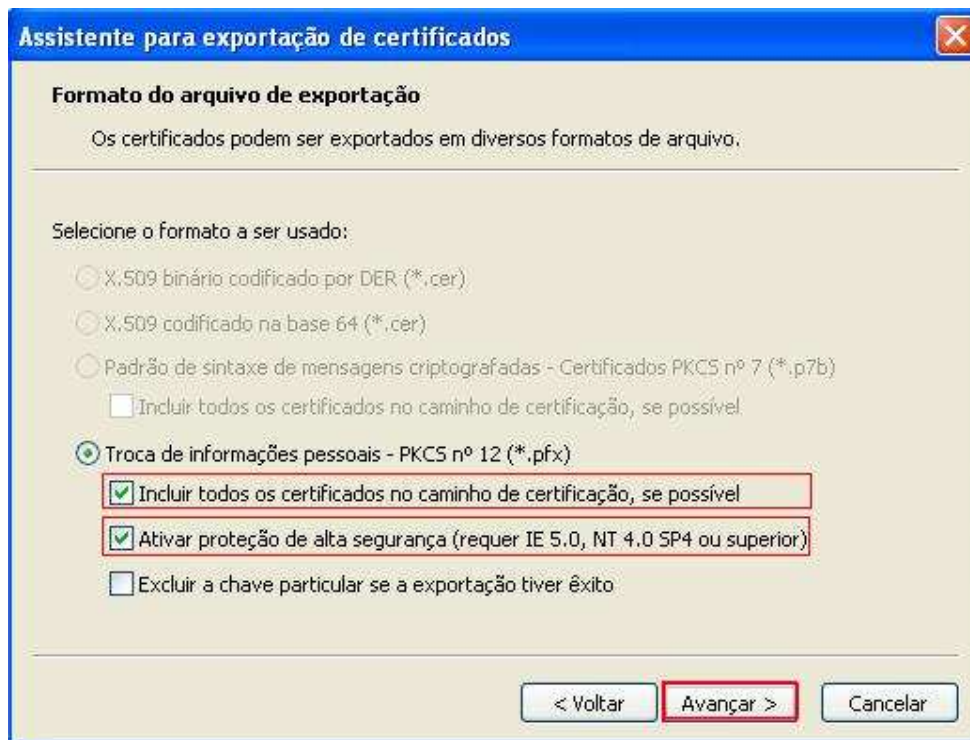 Assistente para exportação de certificados
Formato do arquivo de exportação
Os certificados podem ser exportados em diversos formatos de arquivo.
Selecione o formato a ser usado:
X.509 binário codificado por DER (*.cer)
X.509 codificado na base 64 (*.cer)
Padrão de sintaxe de mensagens criptografadas - Certificados PKCS nº 7 (*.p7b)
Incluir todos os certificados no caminho de certificação, se possível
Troca de informações pessoais - PKCS nº 12 (*.pfx)
Incluir todos os certificados no caminho de certificação, se possível
Ativar proteção de alta segurança (requer IE 5.0, NT 4.0 SP4 ou superior)
Excluir a chave particular se a exportação tiver êxito
< Voltar Avançar > Cancelar